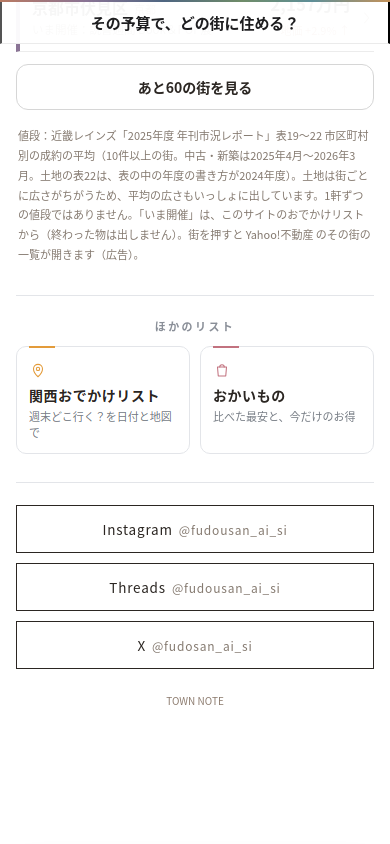 その予算で、どの街に住める？
あと60の街を見る
値段：近畿レインズ「2025年度 年刊市況レポート」表19〜22 市区町村
別の成約の平均（10件以上の街。中古・新築は2025年4月〜2026年3
月。土地の表22は、表の中の年度の書き方が2024年度）。土地は街ごと
に広さがちがうため、平均の広さもいっしょに出しています。1軒ずつ
の値段ではありません。「いま開催」は、このサイトのおでかけリスト
から（終わった物は出しません）。街を押すと Yahoo!不動産 のその街の
一覧が開きます（広告）。
ほかのリスト
関西おでかけリスト
週末どこ行く？を日付と地図
で
おかいもの
比べた最安と、今だけのお得
Instagram @fudousan_ai_si
Threads @fudousan_ai_si
X @fudosan_ai_si
TOWN NOTE